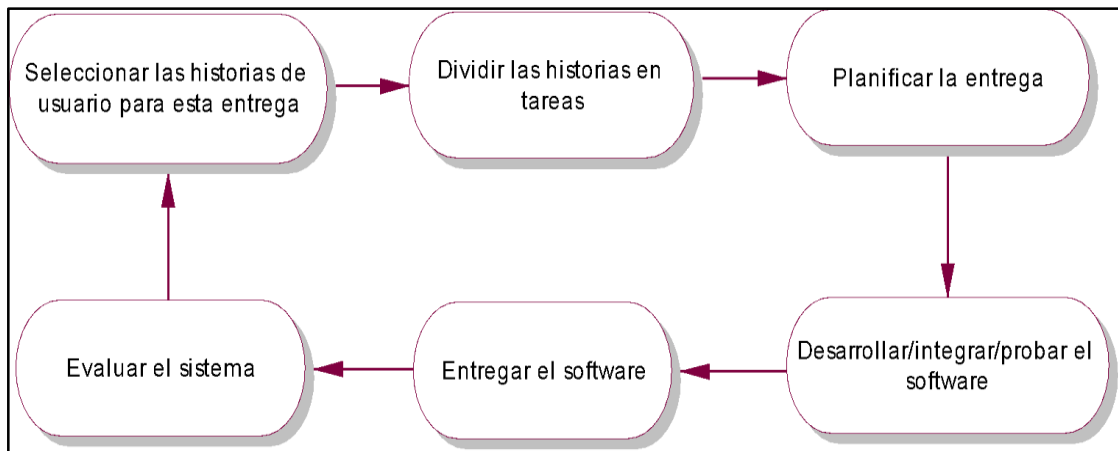 Seleccionar las historias de
usuario para esta entrega
Dividir las historias en
tareas
Planificar la entrega
Desarrollar/integrar/probar el
software
Entregar el software
Evaluar el sistema